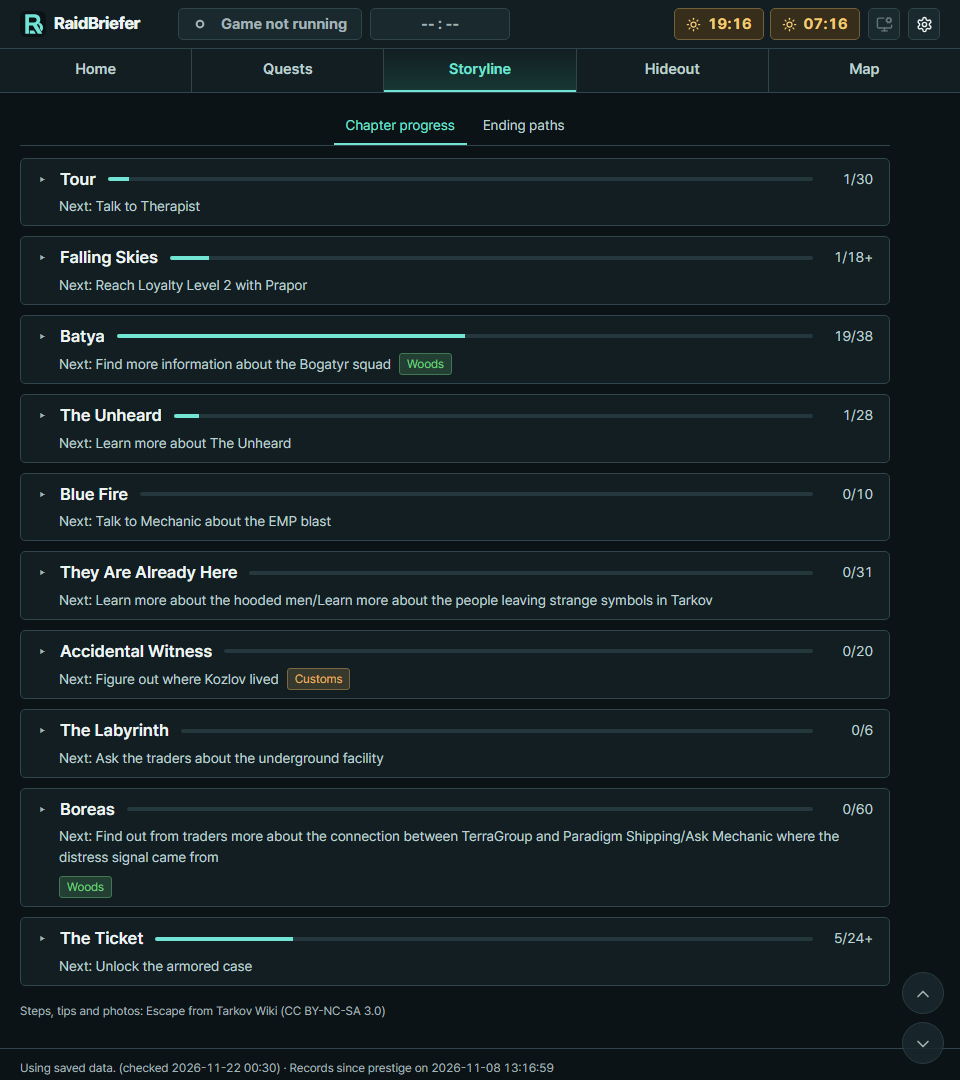 RaidBriefer
Game not running
-- : --
19:16
07:16
Home
Quests
Storyline
Hideout
Map
Chapter progress
Ending paths
Tour
1/30
Next: Talk to Therapist
Falling Skies
1/18+
Next: Reach Loyalty Level 2 with Prapor
Batya
19/38
Next: Find more information about the Bogatyr squad
Woods
The Unheard
1/28
Next: Learn more about The Unheard
Blue Fire
0/10
Next: Talk to Mechanic about the EMP blast
They Are Already Here
0/31
Next: Learn more about the hooded men/Learn more about the people leaving strange symbols in Tarkov
Accidental Witness
0/20
Next: Figure out where Kozlov lived
Customs
The Labyrinth
0/6
Next: Ask the traders about the underground facility
Boreas
0/60
Next: Find out from traders more about the connection between TerraGroup and Paradigm Shipping/Ask Mechanic where the
distress signal came from
Woods
The Ticket
5/24+
Next: Unlock the armored case
Steps, tips and photos: Escape from Tarkov Wiki (CC BY-NC-SA 3.0)
Using saved data. (checked 2026-11-22 00:30) · Records since prestige on 2026-11-08 13:16:59